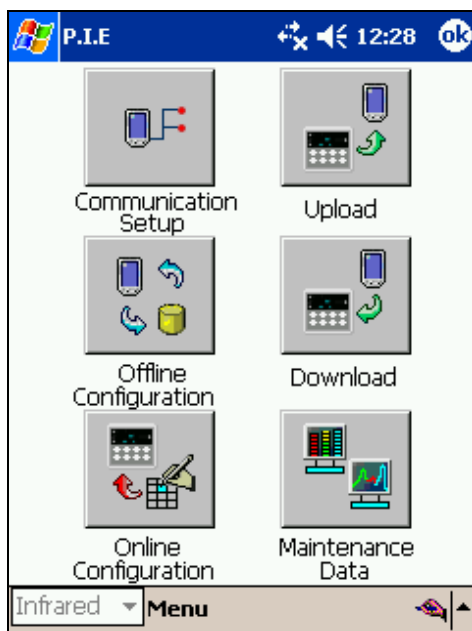 P.I.E 12:28 ok
Communication
Setup
Upload
Offline
Configuration
Download
Online
Configuration
Maintenance
Data
Infrared Menu